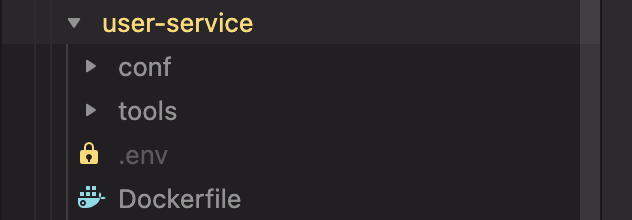 user-service
conf
tools
.env
Dockerfile